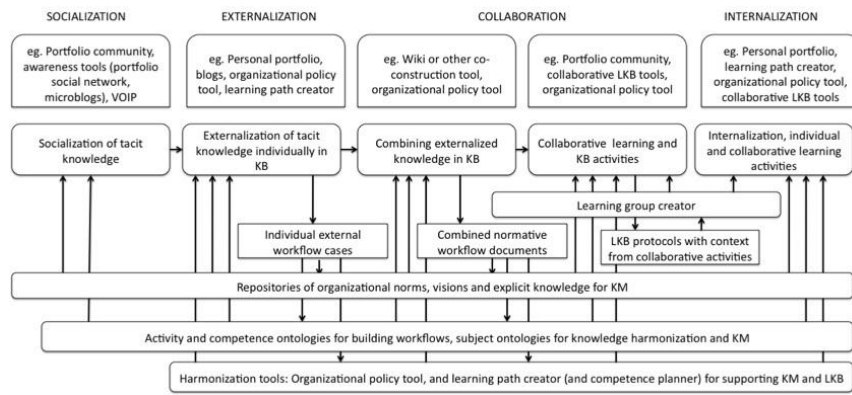 SOCIALIZATION
EXTERNALIZATION
COLLABORATION
INTERNALIZATION
eg. Portfolio community,
awareness tools (portfolio
social network,
microblogs), VOIP
eg. Personal portfolio,
blogs, organizational policy
tool, learning path creator
eg. Wiki or other co-
construction tool,
organizational policy tool
eg. Portfolio community,
collaborative LKB tools,
organizational policy tool
eg. Personal portfolio,
learning path creator,
organizational policy tool,
collaborative LKB tools
Socialization of tacit
knowledge
Externalization of tacit
knowledge individually in
KB
Combining externalized
knowledge in KB
Collaborative learning and
KB activities
Internalization, individual
and collaborative learning
activities
Learning group creator
Individual external
workflow cases
Combined normative
workflow documents
LKB protocols with context
from collaborative activities
Repositories of organizational norms, visions and explicit knowledge for KM
Activity and competence ontologies for building workflows, subject ontologies for knowledge harmonization and KM
Harmonization tools: Organizational policy tool, and learning path creator (and competence planner) for supporting KM and LKB